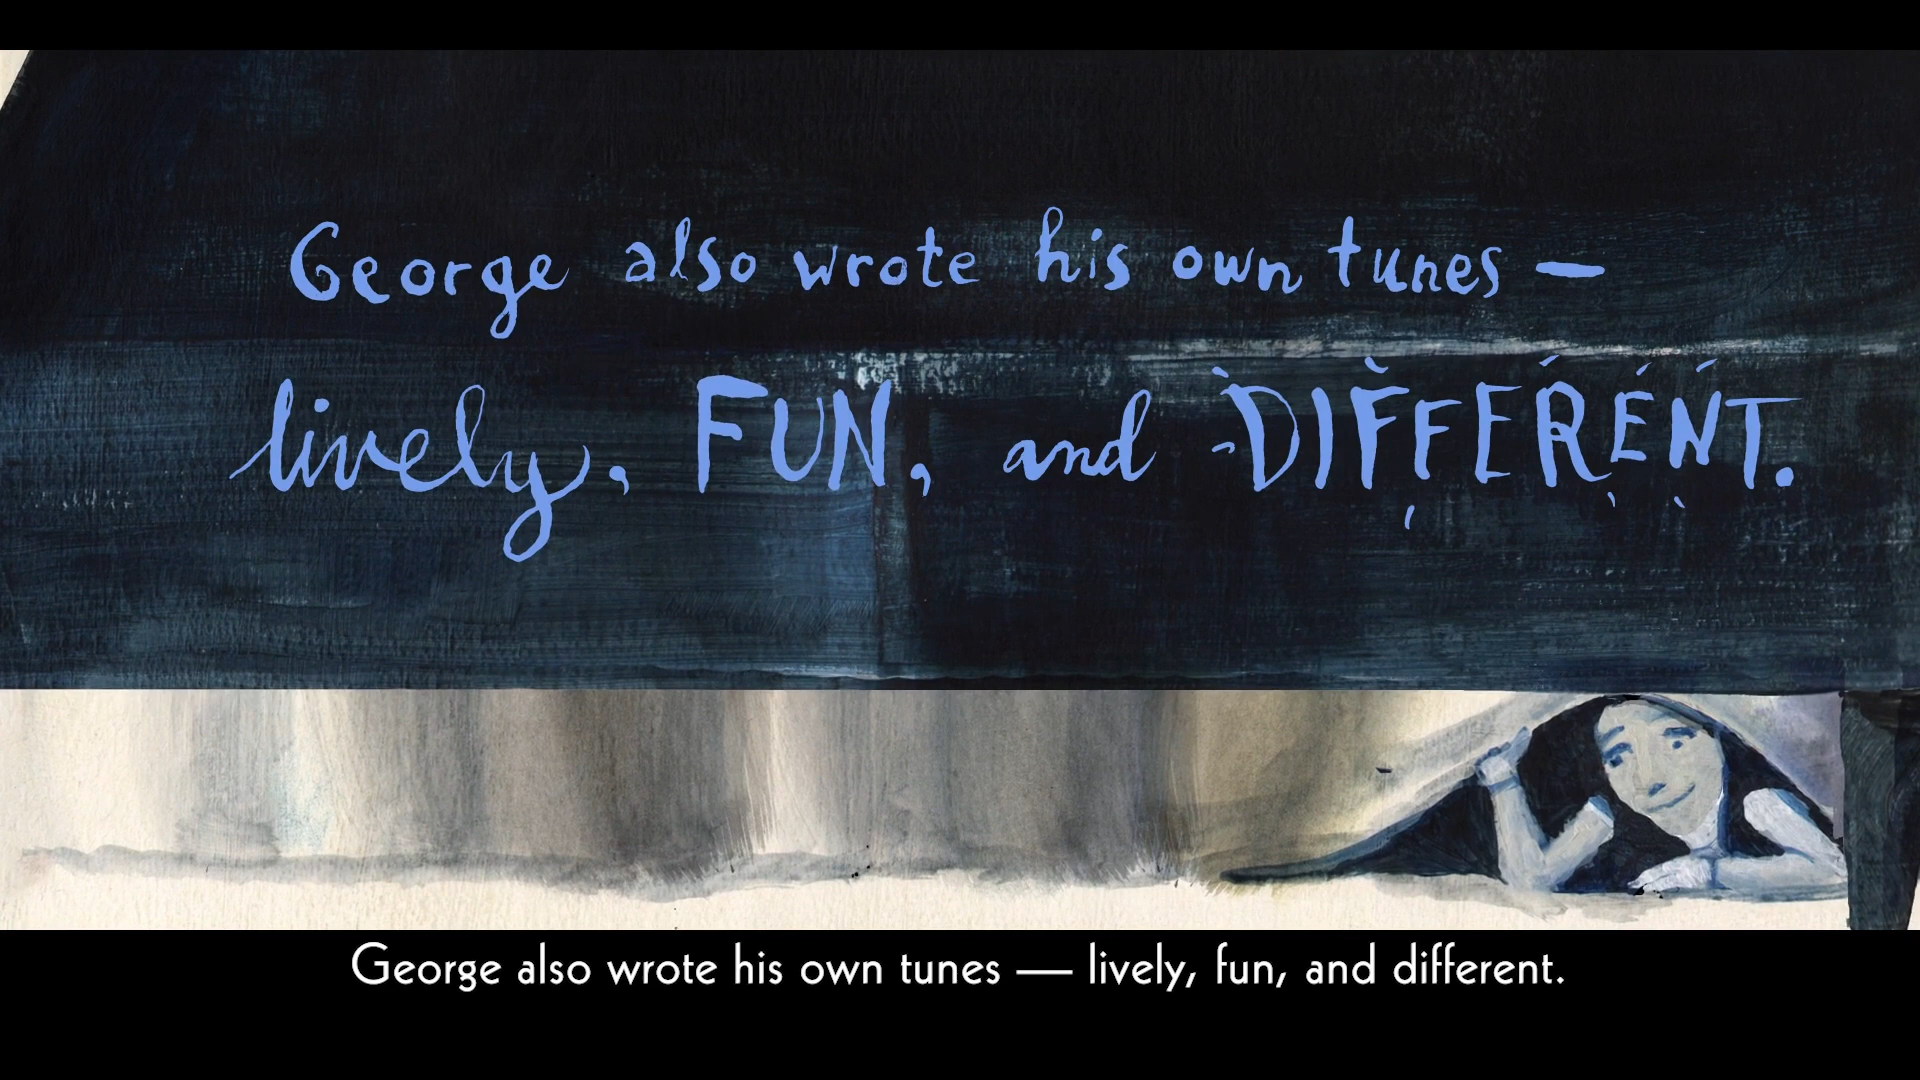 George also wrote his own tunes —
lively, FUN, and DIFFERENT.
George also wrote his own tunes — lively, fun, and different.